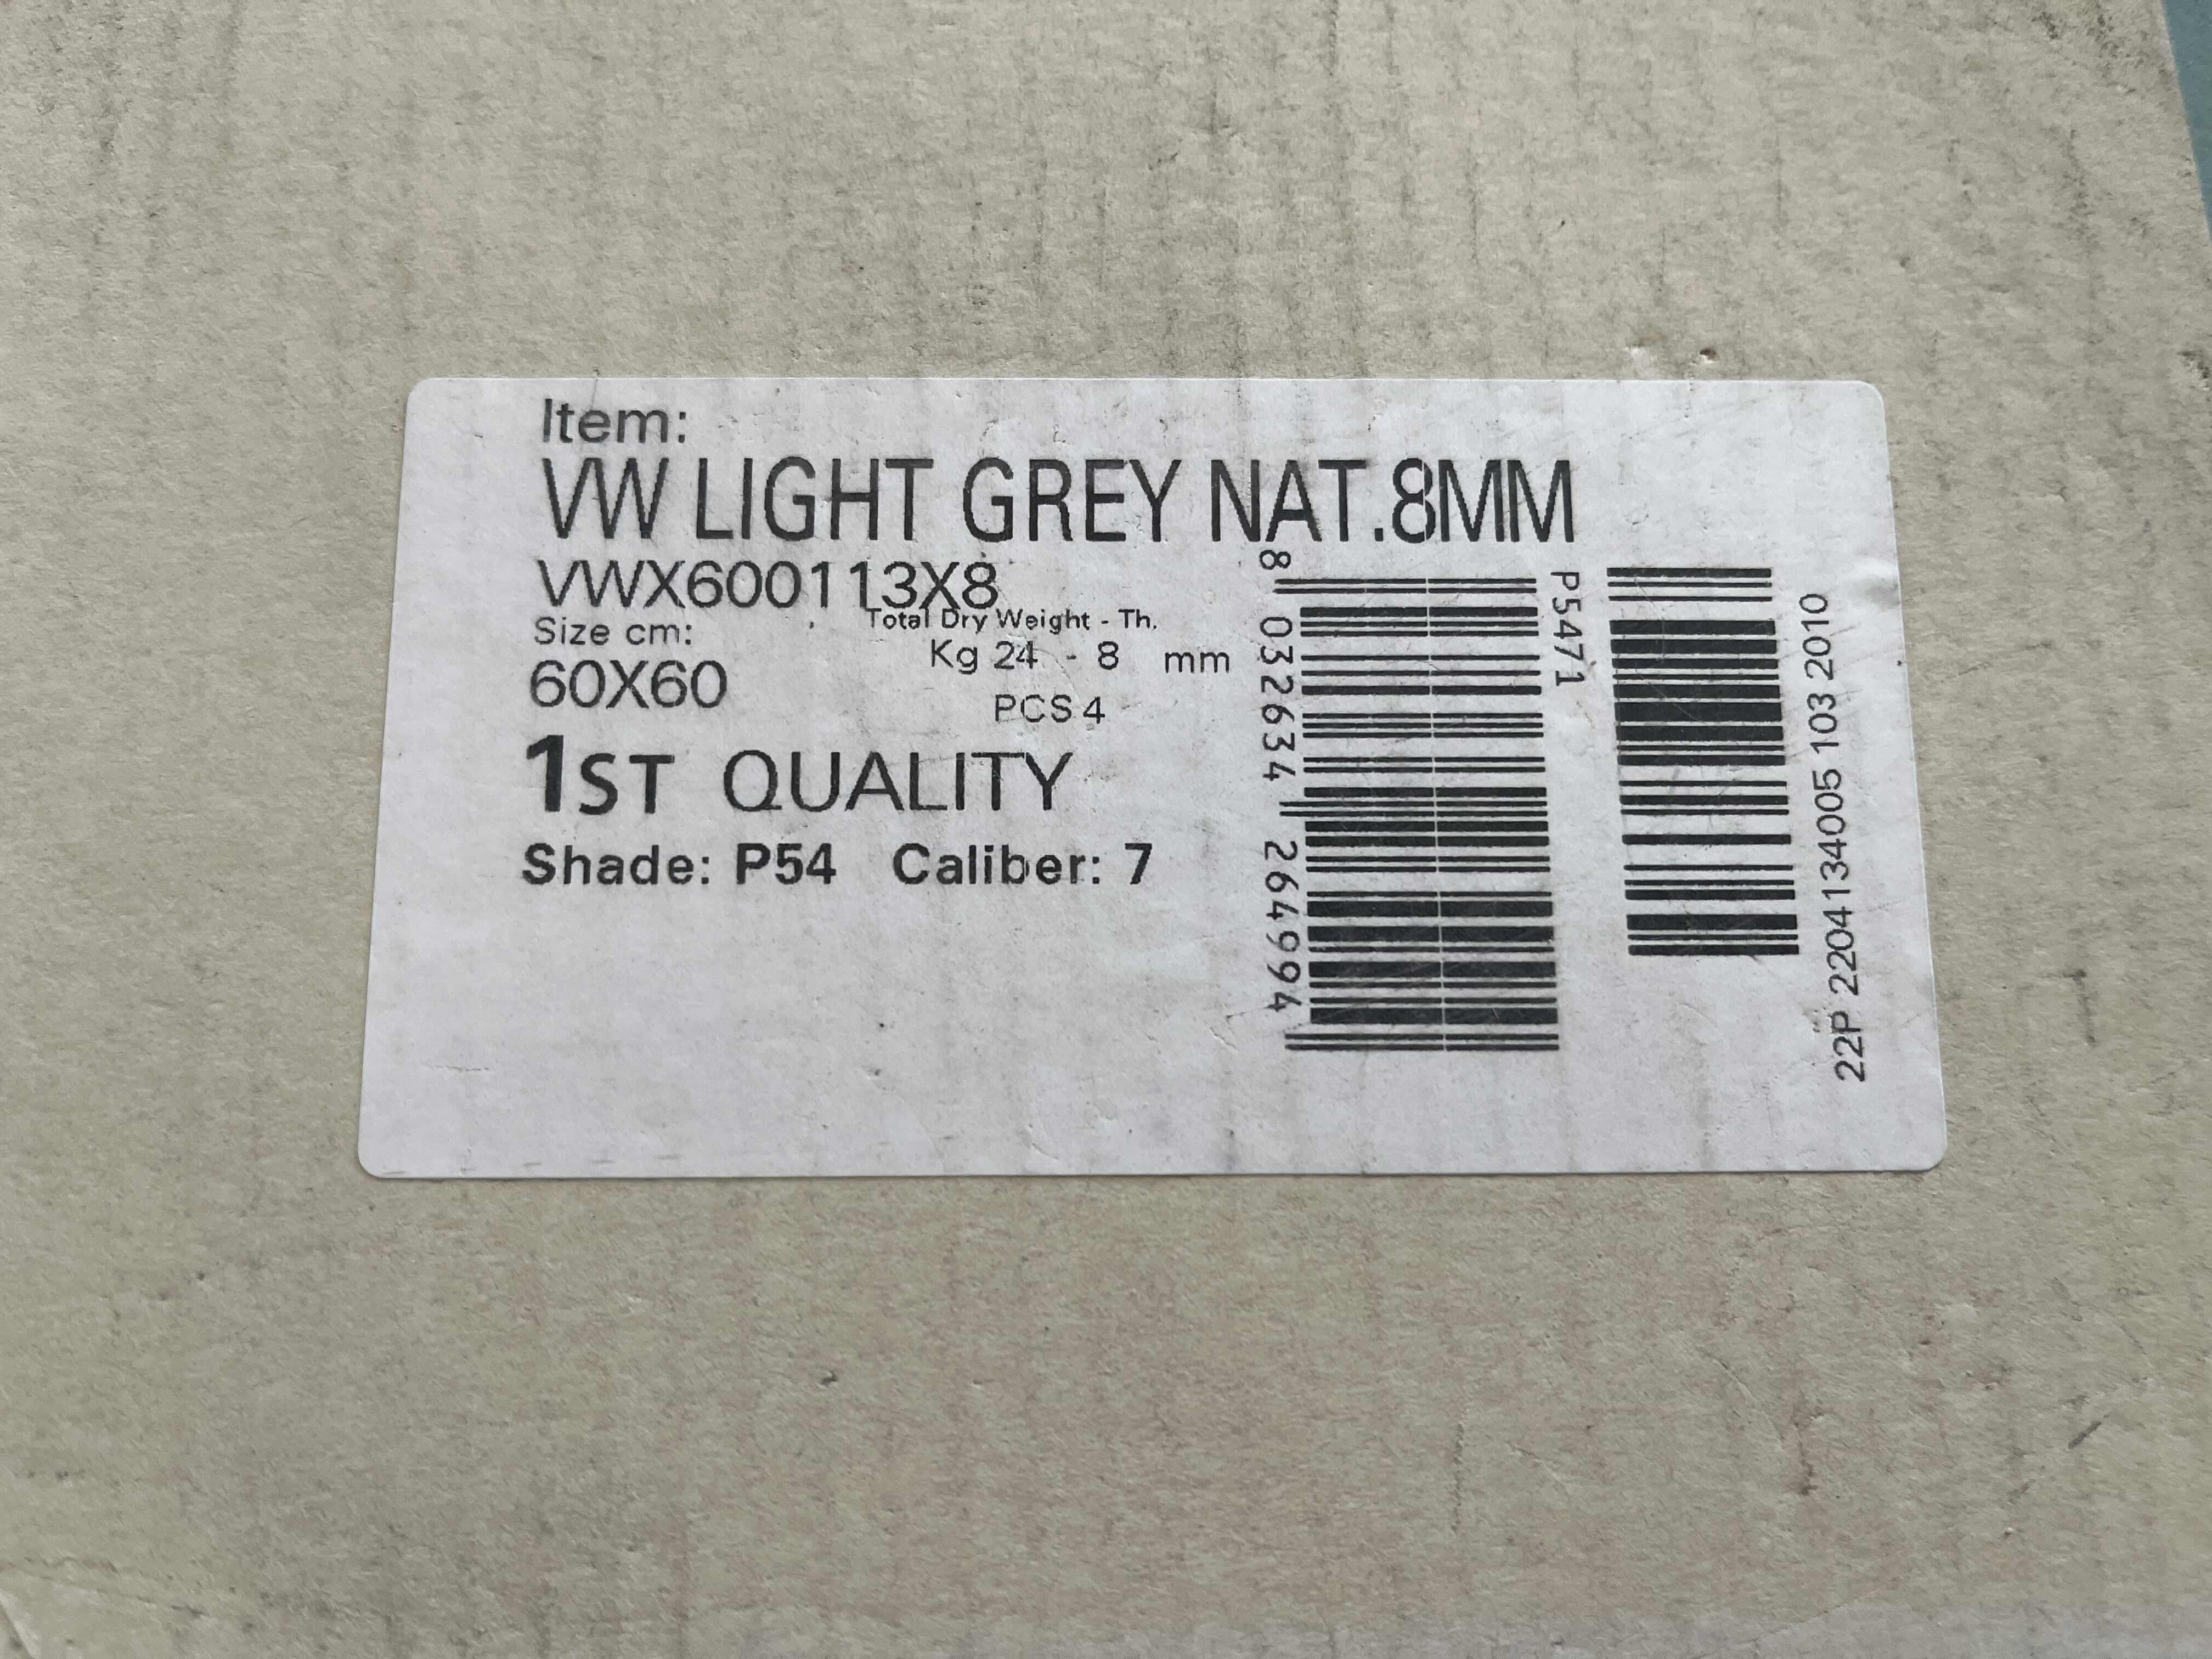 Item:
VW LIGHT GREY NAT.8MM
VWX600113X8
Total Dry Weight - Th.
Size cm:
Kg 24 - 8 mm
60X60
PCS 4
1ST QUALITY
Shade: P54 Caliber: 7
8 032634 264994
P5471
22P 2204134005 103 2010